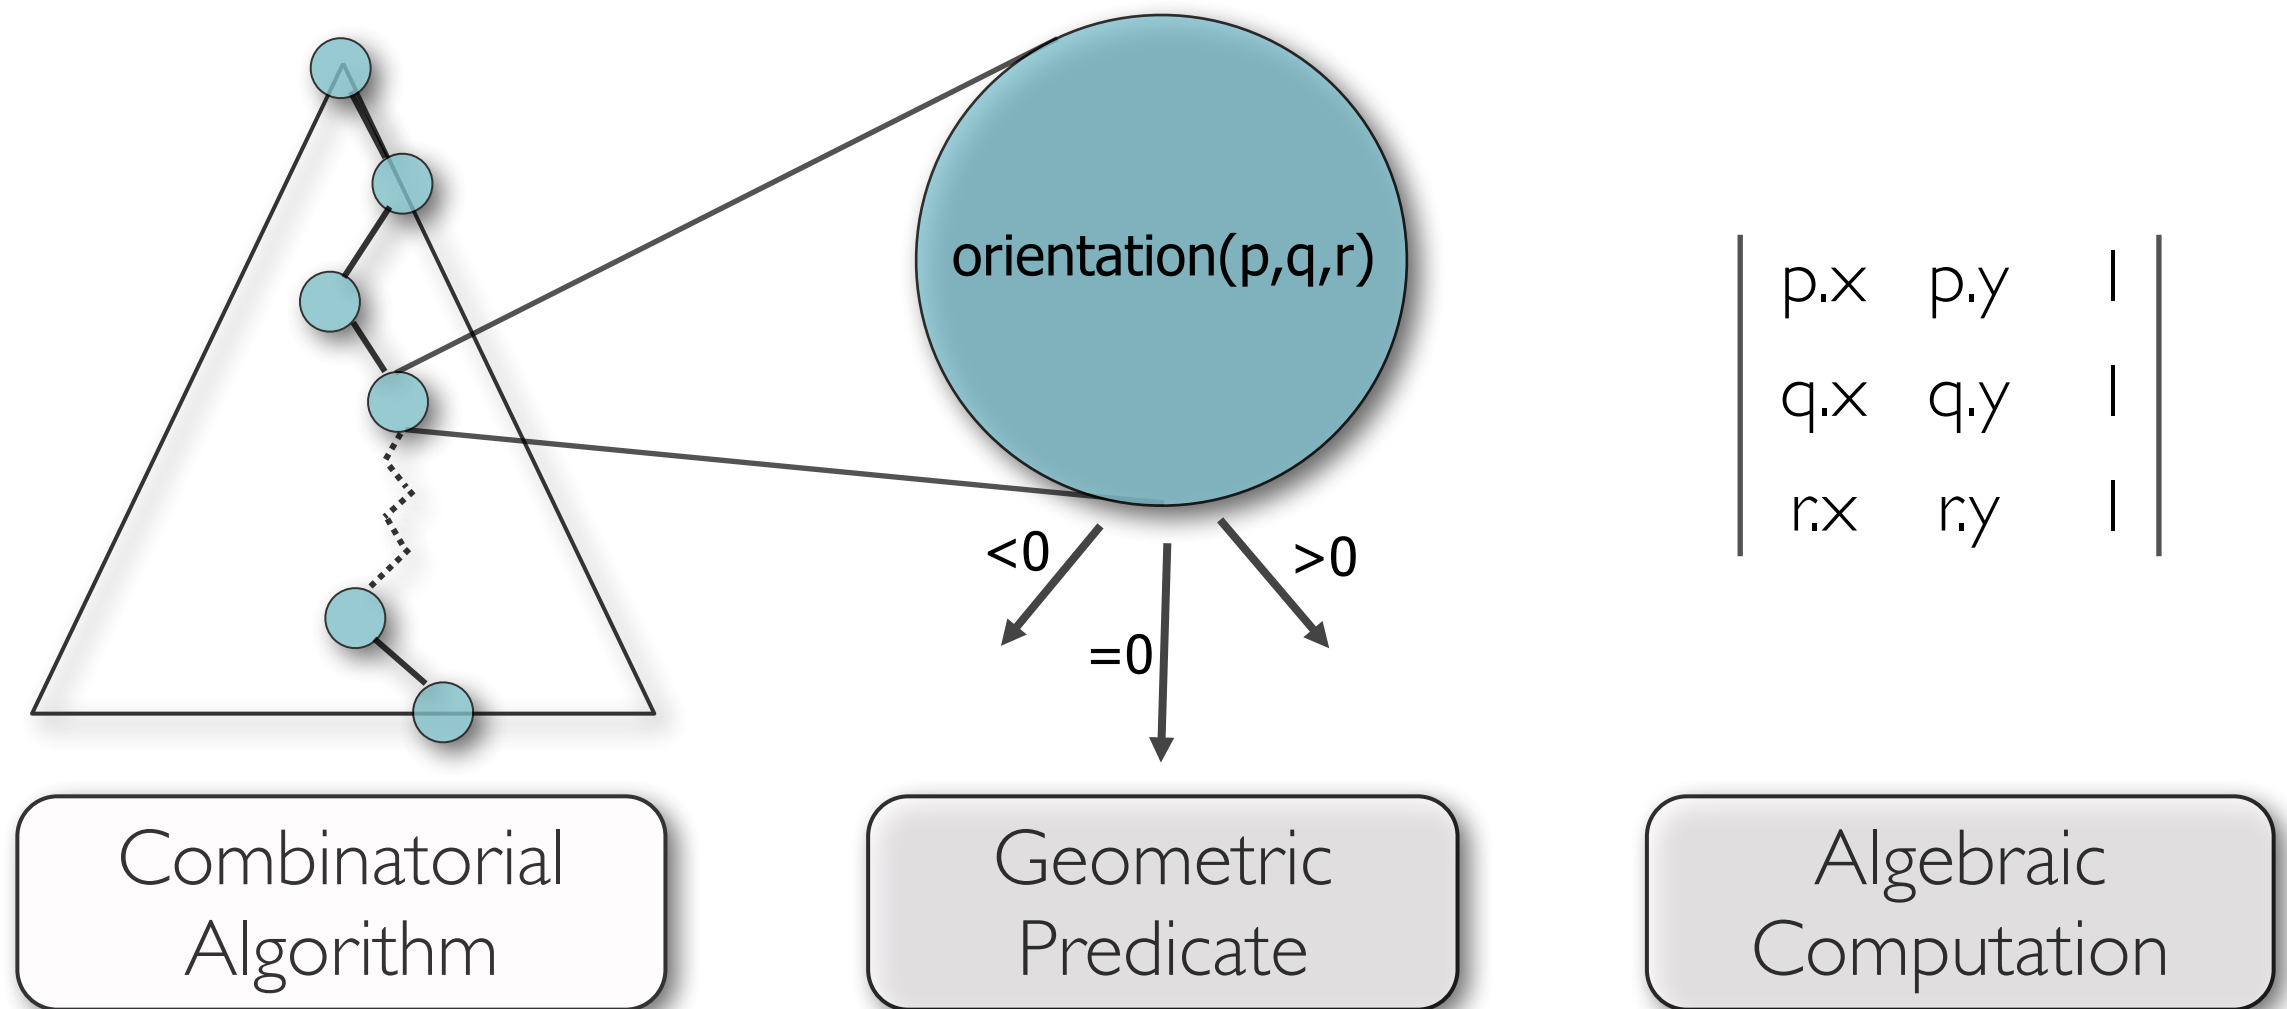 orientation(p,q,r)
<0
=0
>0
p.x p.y 1
q.x q.y 1
r.x r.y 1
Combinatorial
Algorithm
Geometric
Predicate
Algebraic
Computation